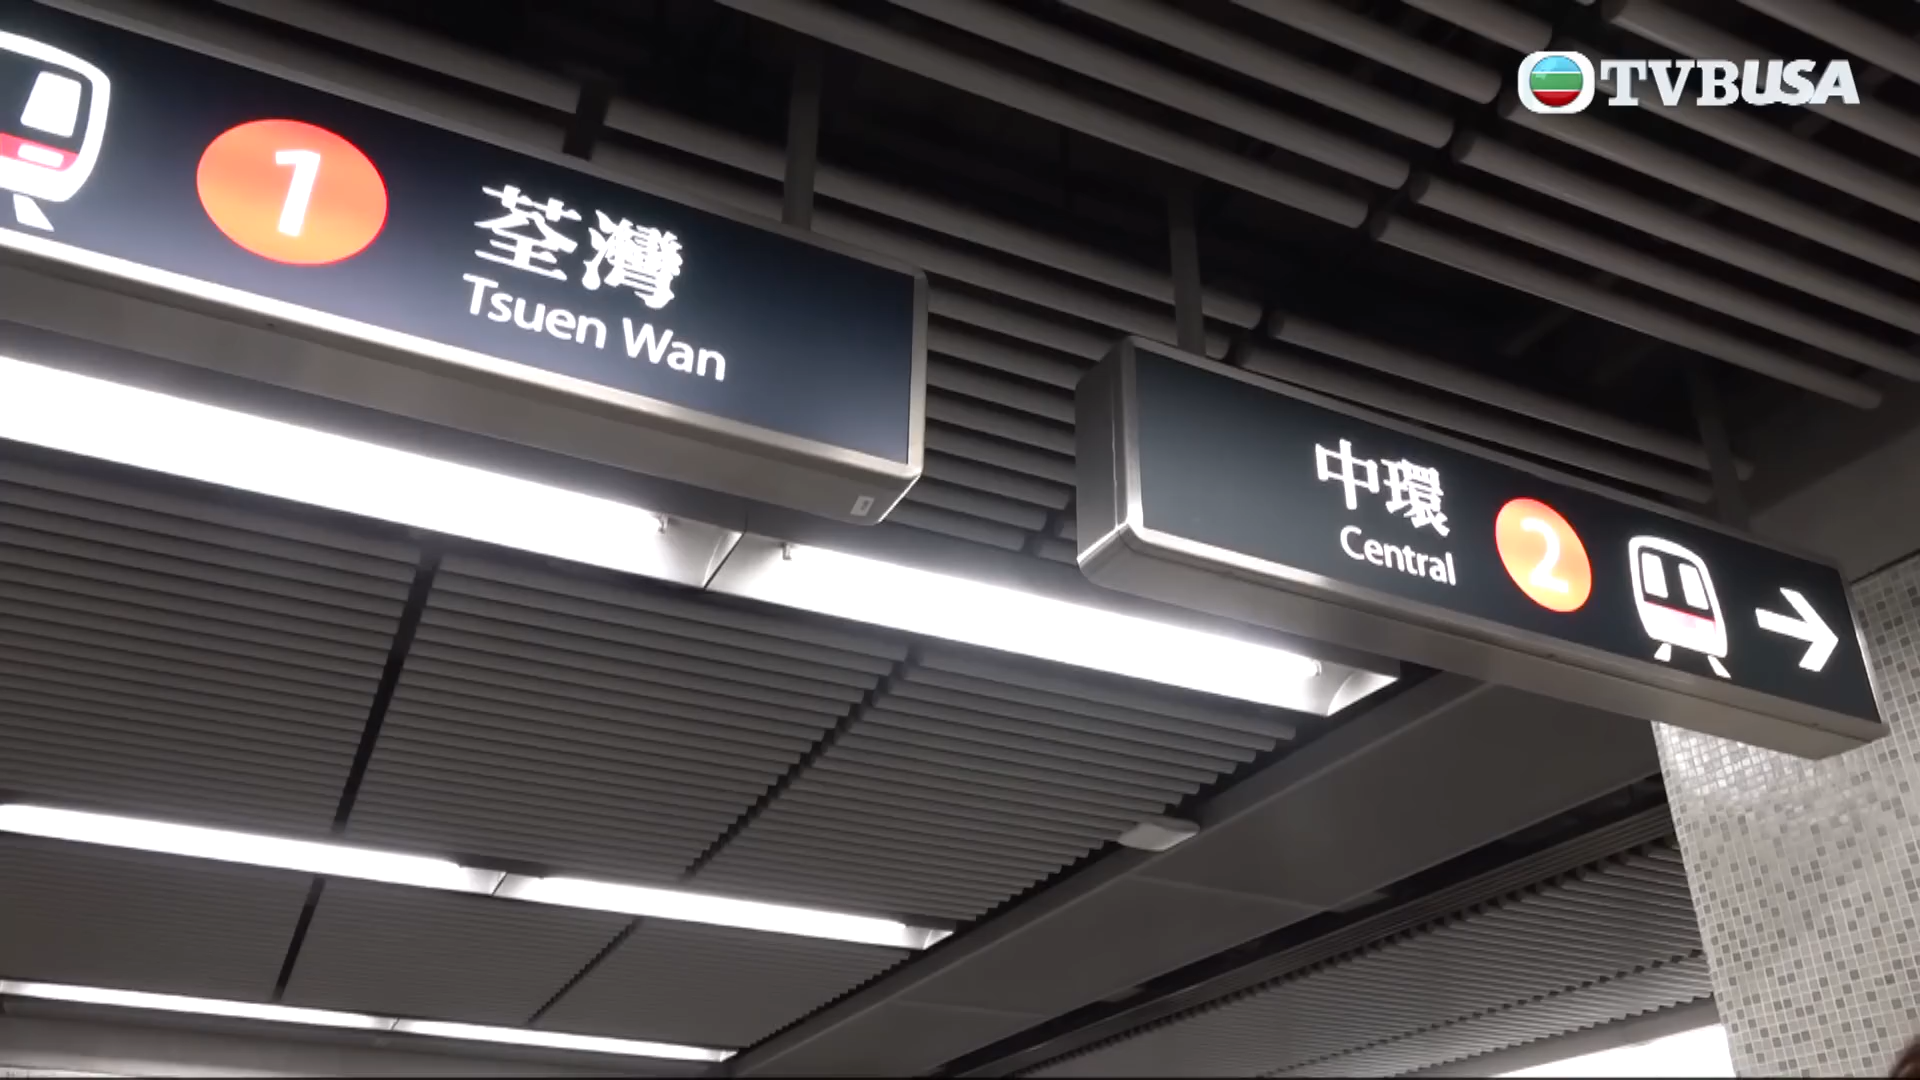 TVBUSA
1
荃灣
Tsuen Wan
中環
Central
2